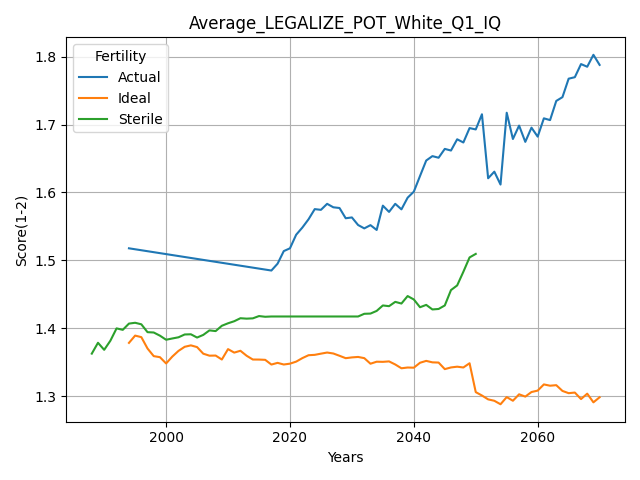 Average_LEGALIZE_POT_White_Q1_IQ
Fertility
Actual
Ideal
Sterile
Score(1-2)
1.8
1.7
1.6
1.5
1.4
1.3
2000 2020 2040 2060
Years